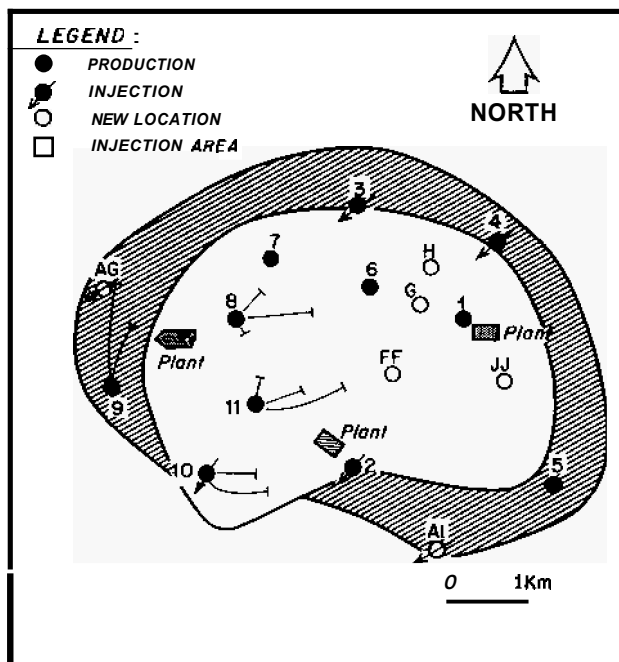 LEGEND :
PRODUCTION
INJECTION
NEW LOCATION
INJECTION AREA
NORTH
3
4
7
H
AG
6
G
8
1
Plant
Plant
FF
JJ
9
11
Plant
10
2
5
AI
0 1Km